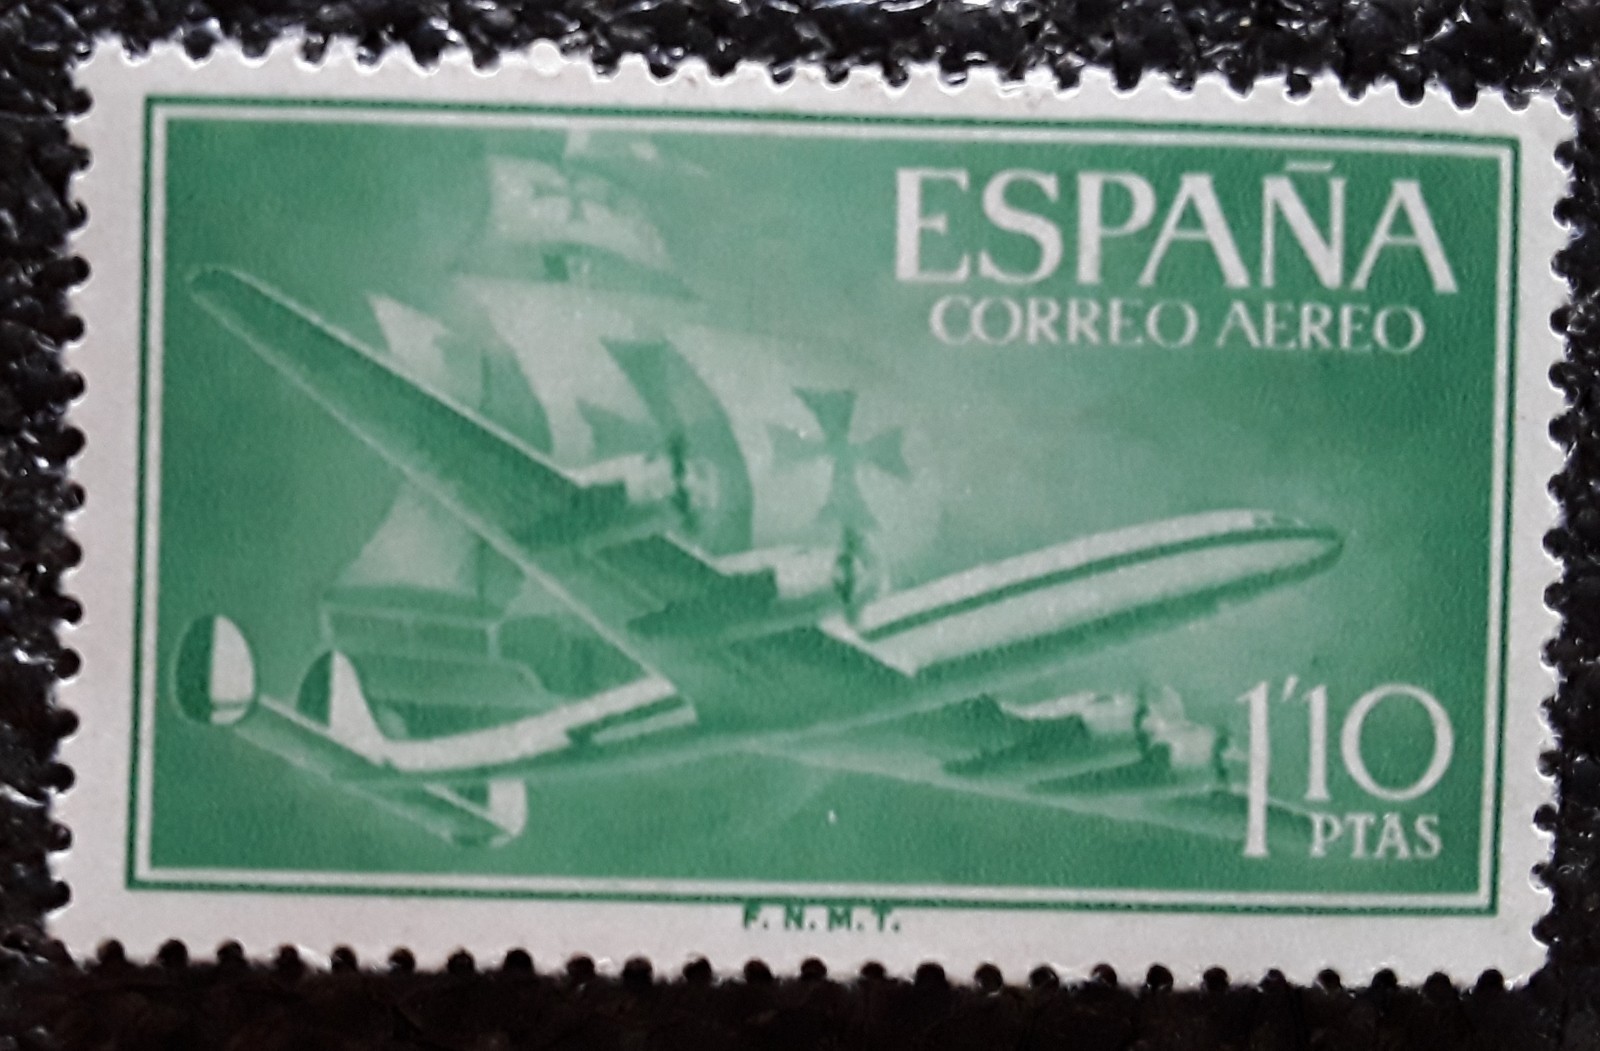 ESPAÑA
CORREO AEREO
1'10
PTAS
F.N.M.T.